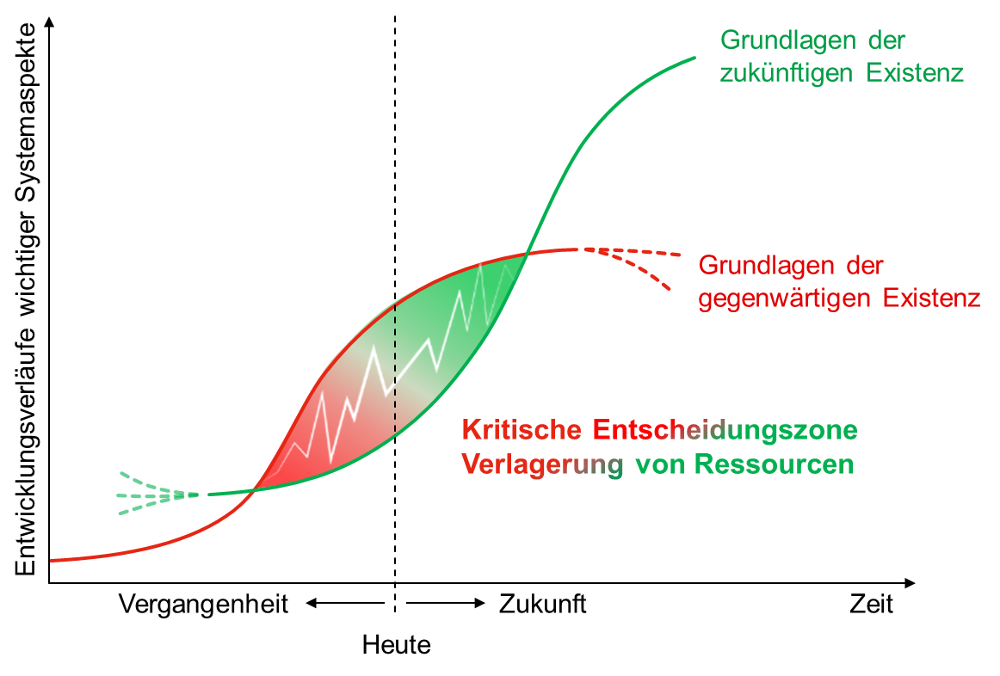 Entwicklungsverläufe wichtiger Systemaspekte
Grundlagen der
zukünftigen Existenz
Grundlagen der
gegenwärtigen Existenz
Kritische Entscheidungszone
Verlagerung von Ressourcen
Vergangenheit
Zukunft
Zeit
Heute